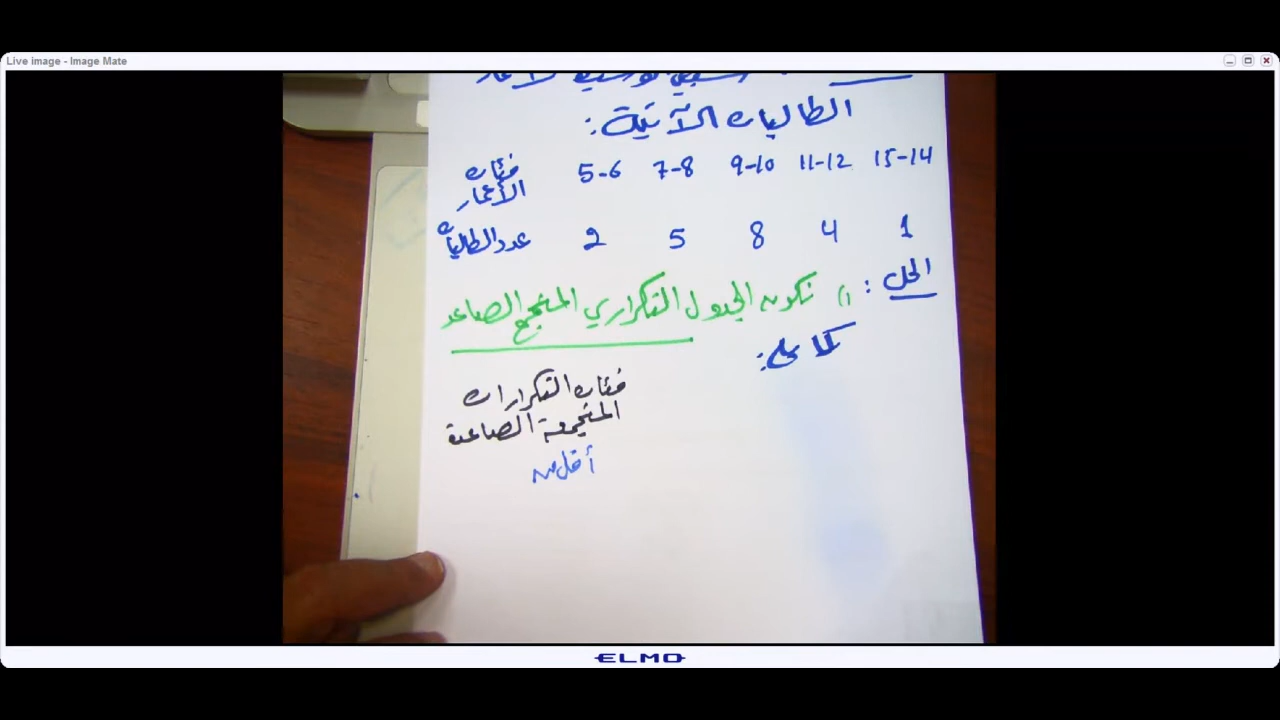 Live image - Image Mate
الطالبات الآتية:
فئات الأعمار 5-6 7-8 9-10 11-12 15-14
عدد الطالبات 2 5 8 4 1
الحل : 1) نكون الجدول التكراري المتجمع الصاعد
كما يلي:
فئات التكرارات
المتجمعة الصاعدة
أقل من
ELMO